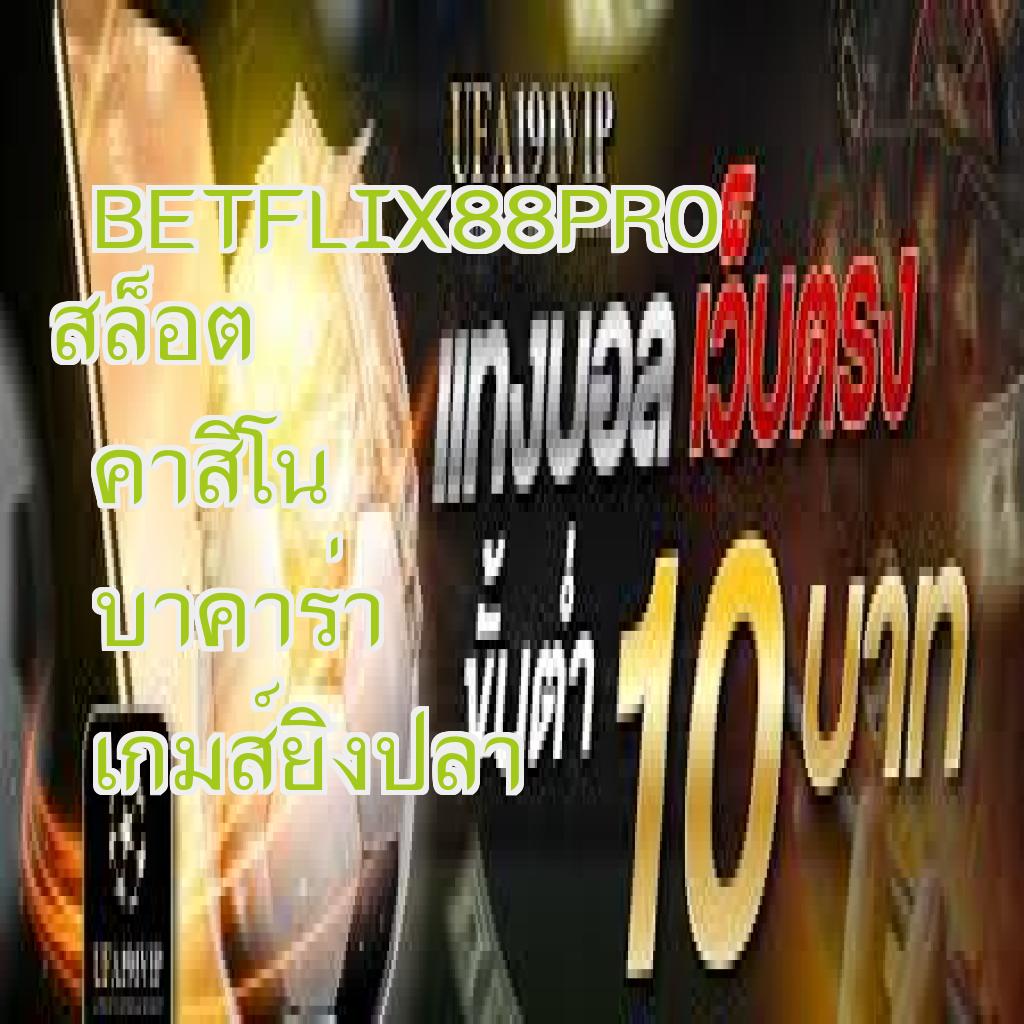 UFA191VIP
BETFLIX88PRO
สล็อต
แทงบอล เว็บตรง
คาสิโน
บาคาร่า
ขั้นต่ำ 10 บาท
เกมส์ยิงปลา
UFA191VIP